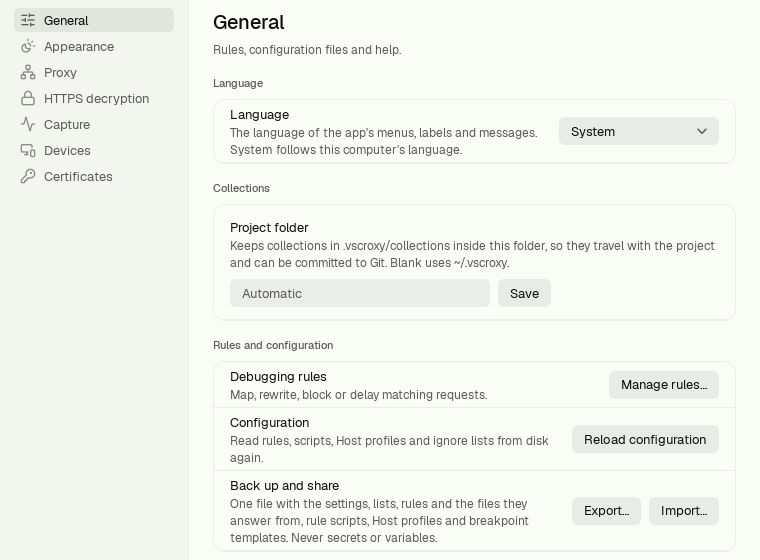 General
Appearance
Proxy
HTTPS decryption
Capture
Devices
Certificates
General
Rules, configuration files and help.
Language
Language
The language of the app's menus, labels and messages.
System follows this computer's language.
System
Collections
Project folder
Keeps collections in .vscroxy/collections inside this folder, so they travel with the project
and can be committed to Git. Blank uses ~/.vscroxy.
Automatic
Save
Rules and configuration
Debugging rules
Map, rewrite, block or delay matching requests.
Manage rules...
Configuration
Read rules, scripts, Host profiles and ignore lists from disk
again.
Reload configuration
Back up and share
One file with the settings, lists, rules and the files they
answer from, rule scripts, Host profiles and breakpoint
templates. Never secrets or variables.
Export...
Import...